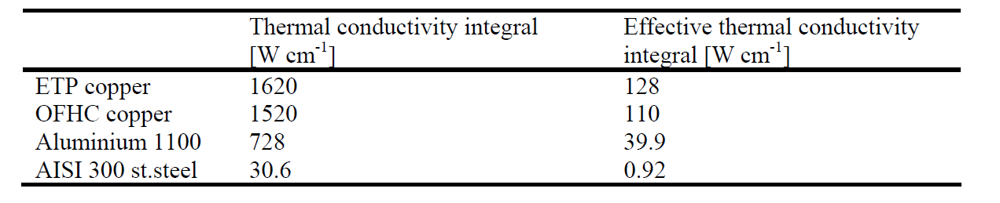 Thermal conductivity integral Effective thermal conductivity
[W cm-1] integral [W cm-1]
ETP copper 1620 128
OFHC copper 1520 110
Aluminium 1100 728 39.9
AISI 300 st.steel 30.6 0.92